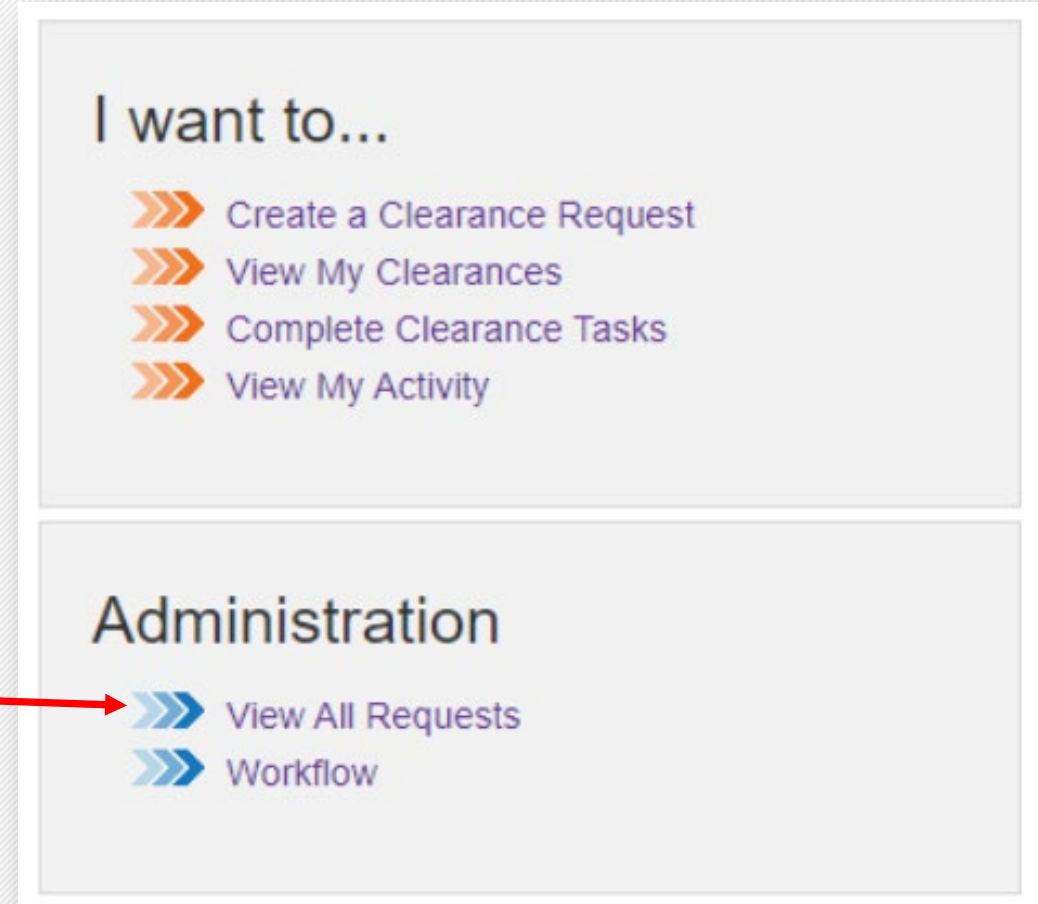 I want to...
Create a Clearance Request
View My Clearances
Complete Clearance Tasks
View My Activity
Administration
View All Requests
Workflow